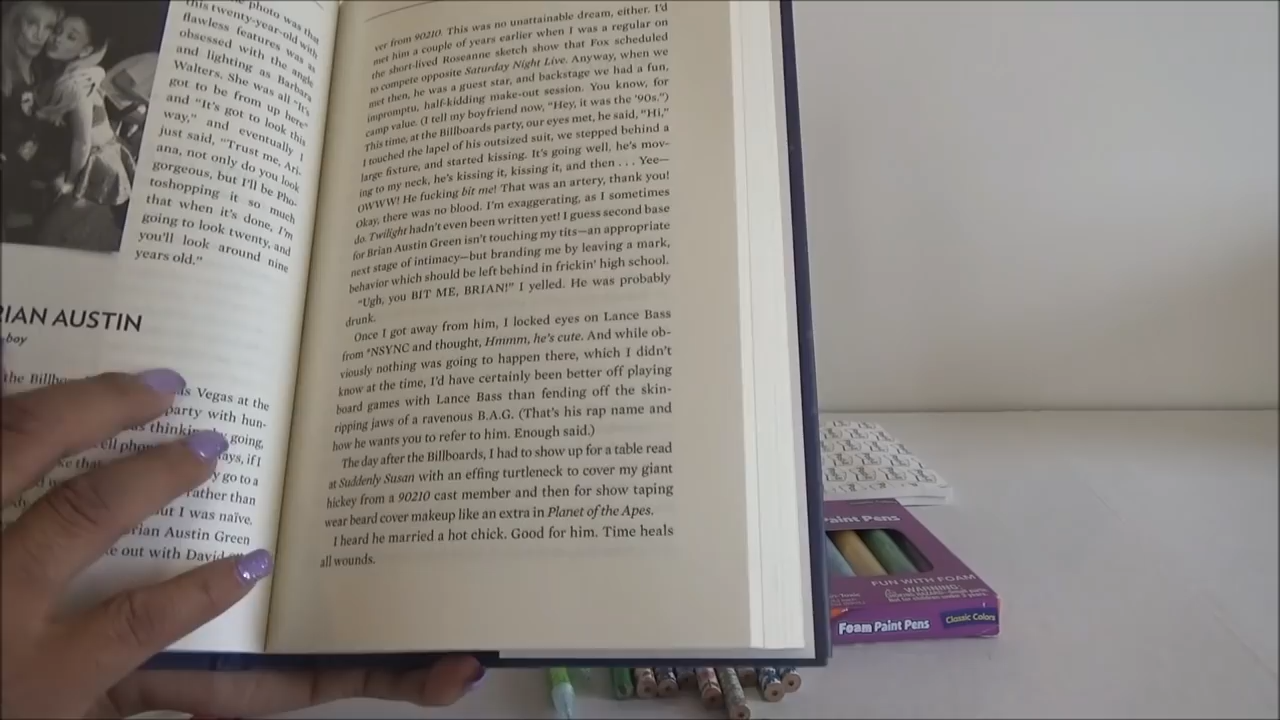 photo was that
this twenty-year-old with
flawless features was as
obsessed with the angle
and lighting as Barbara
Walters. She was all "it's
got to be from up here"
and "It's got to look this
way," and eventually I
just said, "Trust me, Ari-
ana, not only do you look
gorgeous, but I'll be Pho-
toshopping it so much
that when it's done, I'm
going to look twenty, and
you'll look around nine
years old."
RIAN AUSTIN
boy
the Billbo as Vegas at the
party with hun-
as thinking, by going,
cell phon ays, if I
ke that y go to a
rather than
ut I was naïve.
rian Austin Green
e out with David
ver from 90210. This was no unattainable dream, either. I'd
met him a couple of years earlier when I was a regular on
the short-lived Roseanne sketch show that Fox scheduled
to compete opposite Saturday Night Live. Anyway, when we
met then, he was a guest star, and backstage we had a fun,
impromptu, half-kidding make-out session. You know, for
camp value. (I tell my boyfriend now, "Hey, it was the '90s.")
This time, at the Billboards party, our eyes met, he said, "Hi,"
I touched the lapel of his outsized suit, we stepped behind a
large fixture, and started kissing. It's going well, he's mov-
ing to my neck, he's kissing it, kissing it, and then . . . Yee—
OWWW! He fucking bit me! That was an artery, thank you!
Okay, there was no blood. I'm exaggerating, as I sometimes
do. Twilight hadn't even been written yet! I guess second base
for Brian Austin Green isn't touching my tits—an appropriate
next stage of intimacy—but branding me by leaving a mark,
behavior which should be left behind in frickin' high school.
"Ugh, you BIT ME, BRIAN!" I yelled. He was probably
drunk.
Once I got away from him, I locked eyes on Lance Bass
from *NSYNC and thought, Hmmm, he's cute. And while ob-
viously nothing was going to happen there, which I didn't
know at the time, I'd have certainly been better off playing
board games with Lance Bass than fending off the skin-
ripping jaws of a ravenous B.A.G. (That's his rap name and
how he wants you to refer to him. Enough said.)
The day after the Billboards, I had to show up for a table read
at Suddenly Susan with an effing turtleneck to cover my giant
hickey from a 90210 cast member and then for show taping
wear beard cover makeup like an extra in Planet of the Apes.
I heard he married a hot chick. Good for him. Time heals
all wounds.
Paint Pens
FUN WITH FOAM
WARNING:
Foam Paint Pens
Classic Colors